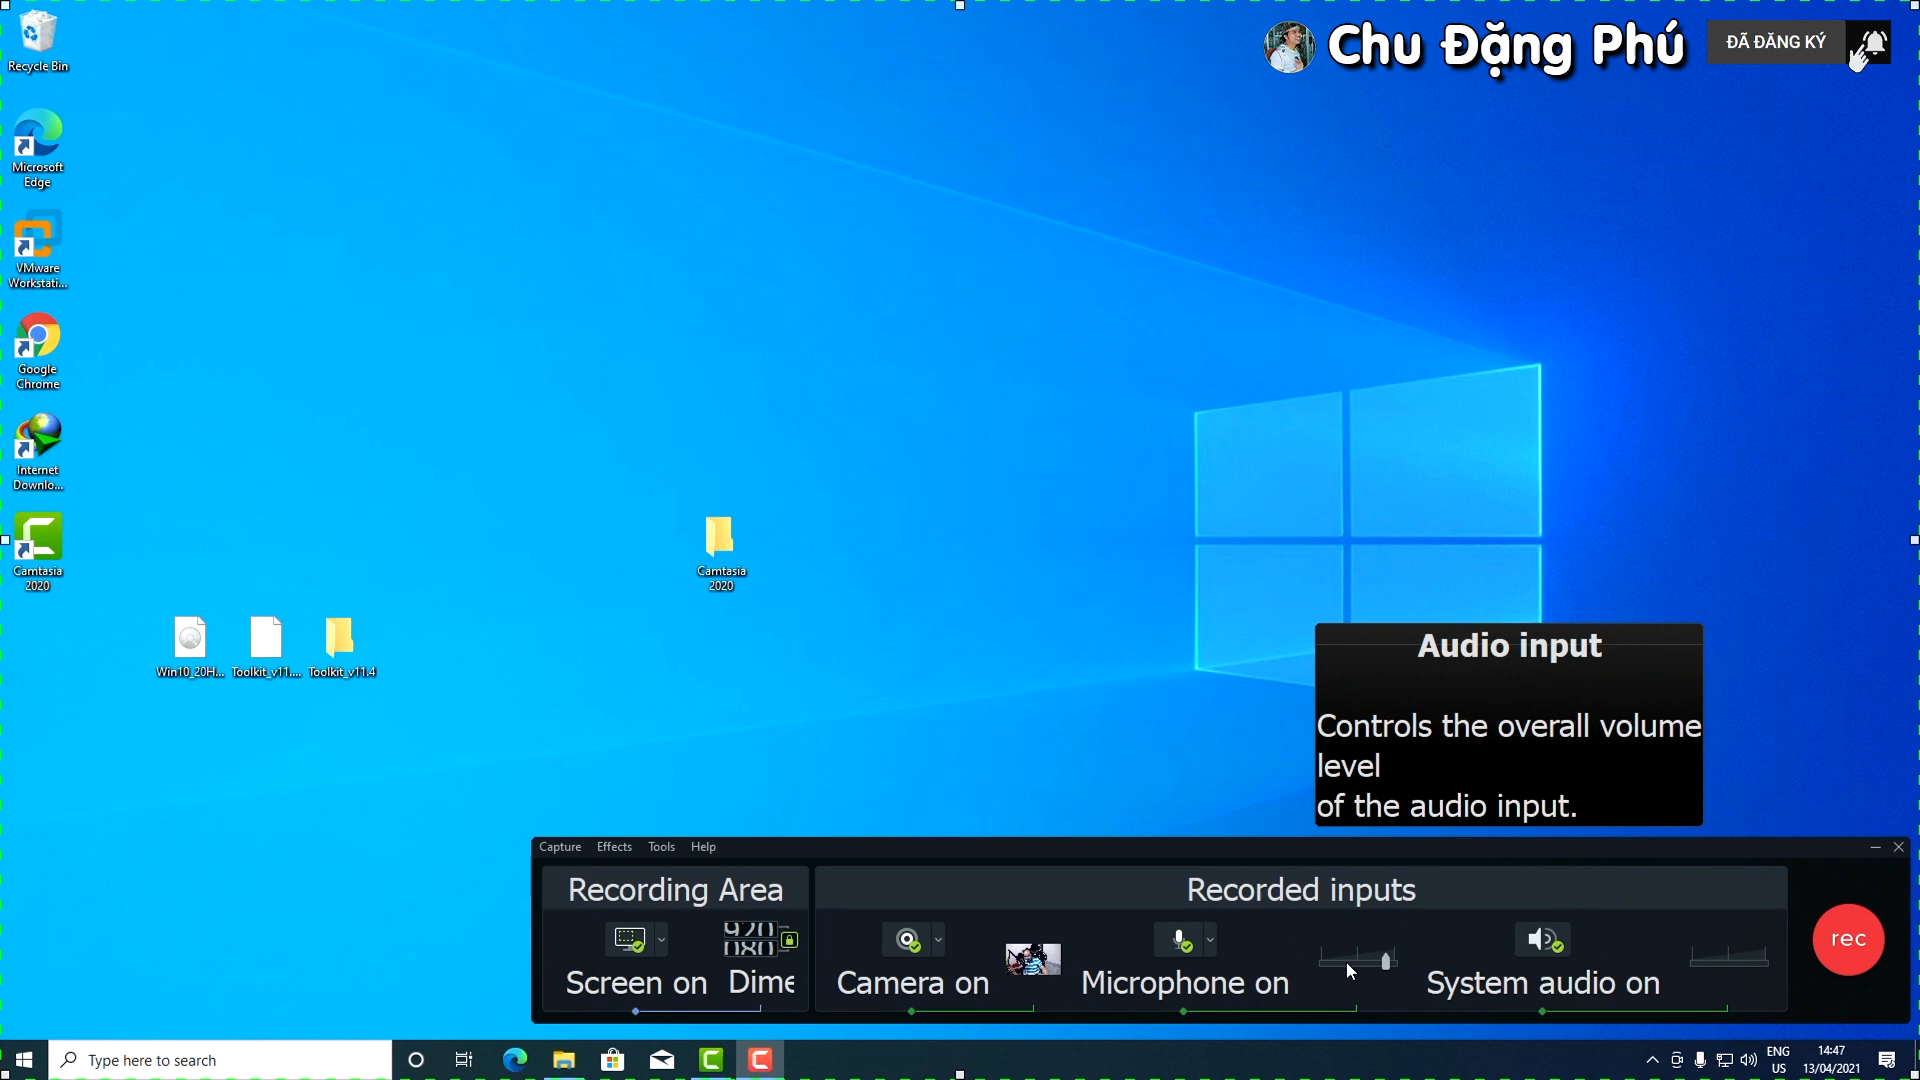 Chu Đặng Phú
ĐÃ ĐĂNG KÝ
Recycle Bin
Microsoft
Edge
VMware
Workstati...
Google
Chrome
Internet
Downlo...
Camtasia
2020
Camtasia
2020
Win10_20H...
Toolkit_v11....
Toolkit_v11.4
Audio input
Controls the overall volume
level
of the audio input.
Capture Effects Tools Help
Recording Area
Recorded inputs
Screen on
Dime
Camera on
Microphone on
System audio on
rec
Type here to search
ENG
US
14:47
13/04/2021